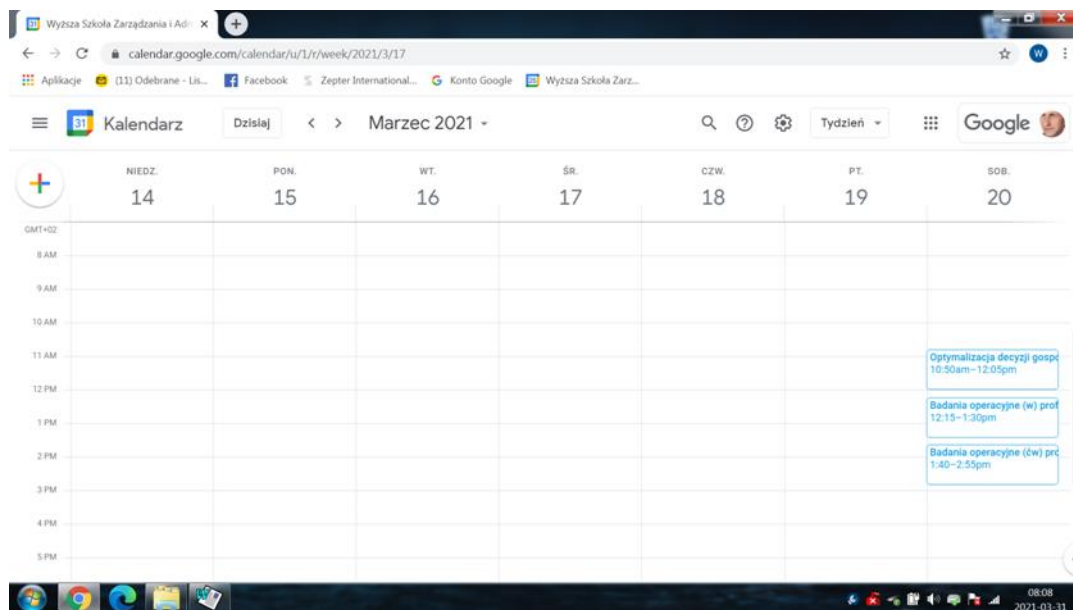 Wyższa Szkoła Zarządzania i Adm
calendar.google.com/calendar/u/1/r/week/2021/3/17
W
Aplikacje (11) Odebrane - Lis... Facebook Zepter International... Konto Google Wyższa Szkoła Zarz...
31 Kalendarz Dzisiaj < > Marzec 2021 Tydzień Google
NIEDZ. PON. WT. ŚR. CZW. PT. SOB.
14 15 16 17 18 19 20
GMT+02
8 AM
9 AM
10 AM
11 AM
Optymalizacja decyzji gospo
10:50am–12:05pm
12 PM
Badania operacyjne (w) prof
12:15–1:30pm
1 PM
Badania operacyjne (ćw) pro
1:40–2:55pm
2 PM
3 PM
4 PM
5 PM
08:08
2021-03-31